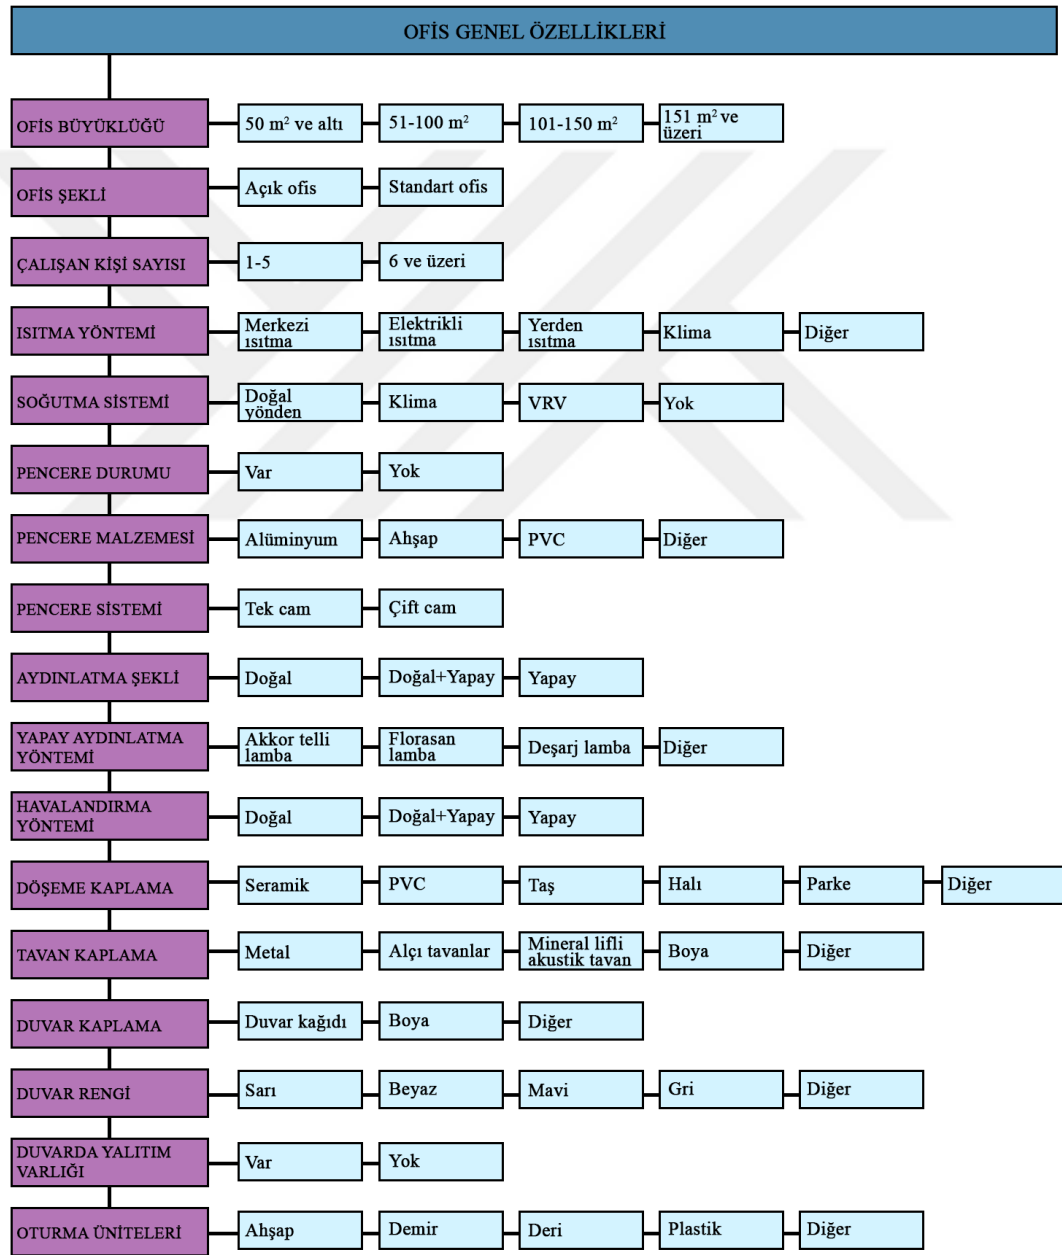 OFİS GENEL ÖZELLİKLERİ
OFİS BÜYÜKLÜĞÜ
50 m² ve altı
51-100 m²
101-150 m²
151 m² ve
üzeri
OFİS ŞEKLİ
Açık ofis
Standart ofis
ÇALIŞAN KİŞİ SAYISI
1-5
6 ve üzeri
ISITMA YÖNTEMİ
Merkezi
ısıtma
Elektrikli
ısıtma
Yerden
ısıtma
Klima
Diğer
SOĞUTMA SİSTEMİ
Doğal
yönden
Klima
VRV
Yok
PENCERE DURUMU
Var
Yok
PENCERE MALZEMESİ
Alüminyum
Ahşap
PVC
Diğer
PENCERE SİSTEMİ
Tek cam
Çift cam
AYDINLATMA ŞEKLİ
Doğal
Doğal+Yapay
Yapay
YAPAY AYDINLATMA
YÖNTEMİ
Akkor telli
lamba
Florasan
lamba
Deşarj lamba
Diğer
HAVALANDIRMA
YÖNTEMİ
Doğal
Doğal+Yapay
Yapay
DÖŞEME KAPLAMA
Seramik
PVC
Taş
Halı
Parke
Diğer
TAVAN KAPLAMA
Metal
Alçı tavanlar
Mineral lifli
akustik tavan
Boya
Diğer
DUVAR KAPLAMA
Duvar kağıdı
Boya
Diğer
DUVAR RENGİ
Sarı
Beyaz
Mavi
Gri
Diğer
DUVARDA YALITIM
VARLIĞI
Var
Yok
OTURMA ÜNİTELERİ
Ahşap
Demir
Deri
Plastik
Diğer